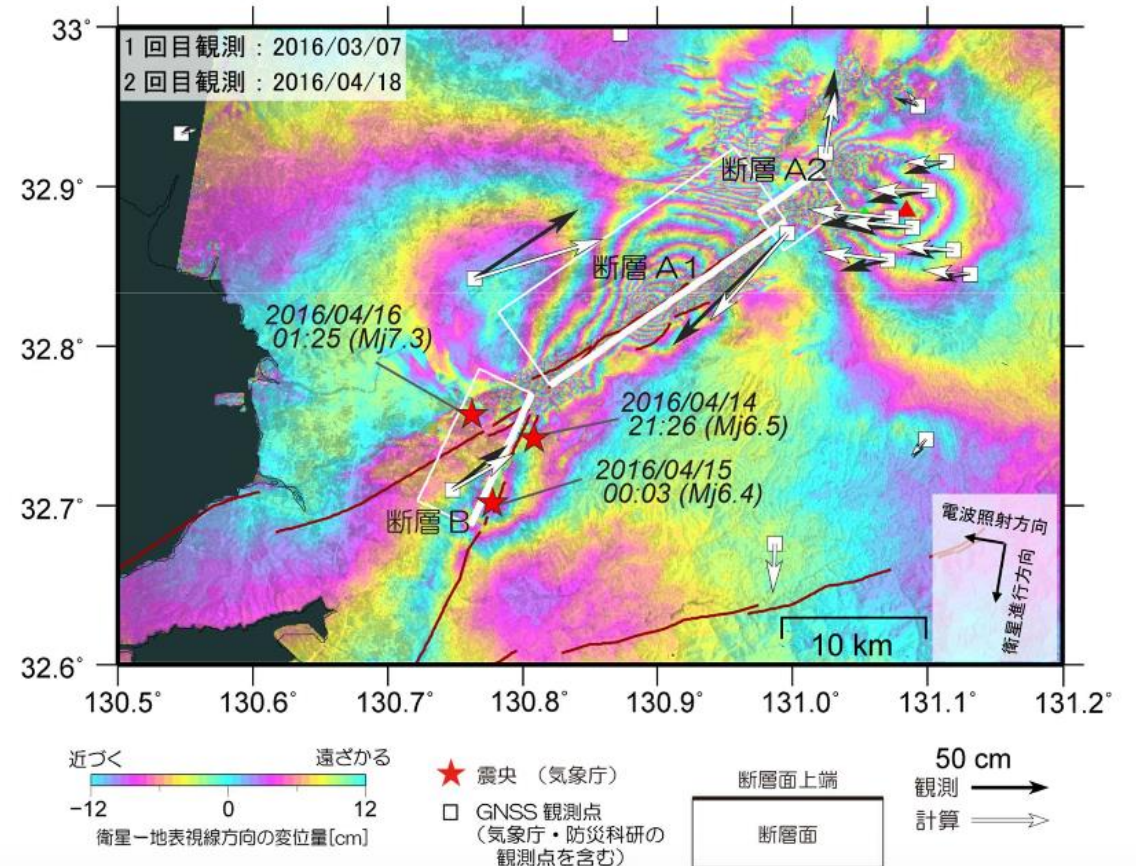 33°
32.9°
32.8°
32.7°
32.6°
1回目観測：2016/03/07
2回目観測：2016/04/18
断層A2
断層A1
2016/04/16
01:25 (Mj7.3)
2016/04/14
21:26 (Mj6.5)
2016/04/15
00:03 (Mj6.4)
断層B
電波照射方向
衛星進行方向
10 km
130.5°
130.6°
130.7°
130.8°
130.9°
131.0°
131.1°
131.2°
近づく 遠ざかる
−12 0 12
衛星ー地表視線方向の変位量[cm]
震央 （気象庁）
GNSS 観測点
（気象庁・防災科研の
観測点を含む）
断層面上端
断層面
50 cm
観測
計算